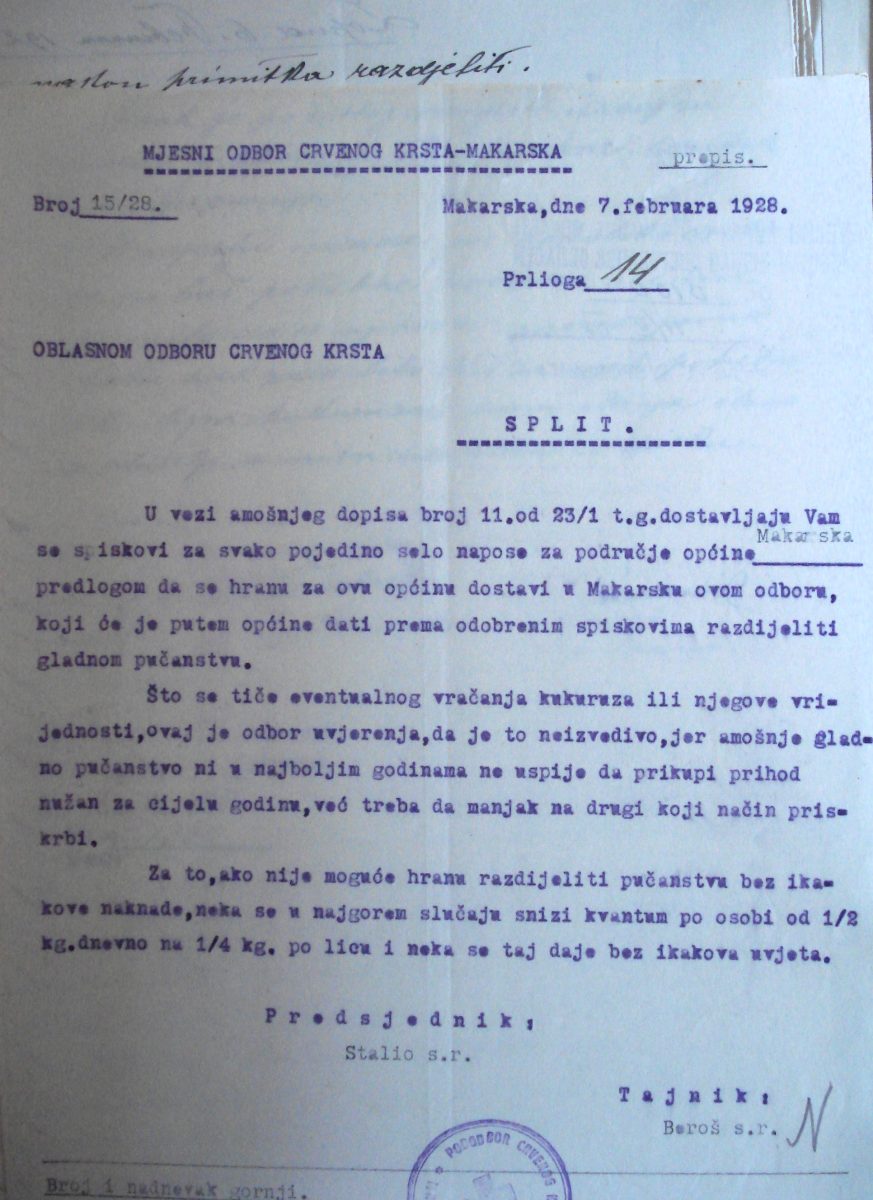 primitka razdjeliti.
MJESNI ODBOR CRVENOG KRSTA-MAKARSKA
prepis.
Broj 15/28.
Makarska,dne 7.februara 1928.
Prlioga 14
OBLASNOM ODBORU CRVENOG KRSTA
S P L I T .
U vezi amošnjeg dopisa broj 11.od 23/1 t.g.dostavljaju Vam
se spiskovi za svako pojedino selo napose za područje općine Makarska
predlogom da se hranu za ovu općinu dostavi u Makarsku ovom odboru,
koji će je putem općine dati prema odobrenim spiskovima razdijeliti
gladnom pučanstvu.
Što se tiče eventualnog vračanja kukuruza ili njegove vri-
jednosti,ovaj je odbor uvjerenja,da je to neizvedivo,jer amošnje glad-
no pučanstvo ni u najboljim godinama ne uspije da prikupi prihod
nužan za cijelu godinu,već treba da manjak na drugi koji način pris-
krbi.
Za to,ako nije moguće hranu razdijeliti pučanstvu bez ika-
kove naknade,neka se u najgorem slučaju snizi kvantum po osobi od 1/2
kg.dnevno na 1/4 kg. po licu i neka se taj daje bez ikakova uvjeta.
P r e d s j e d n i k :
Stalio s.r.
T a j n i k :
Beroš s.r.
PODODBOR CRVENOG
Broj i nadnevak gornji.